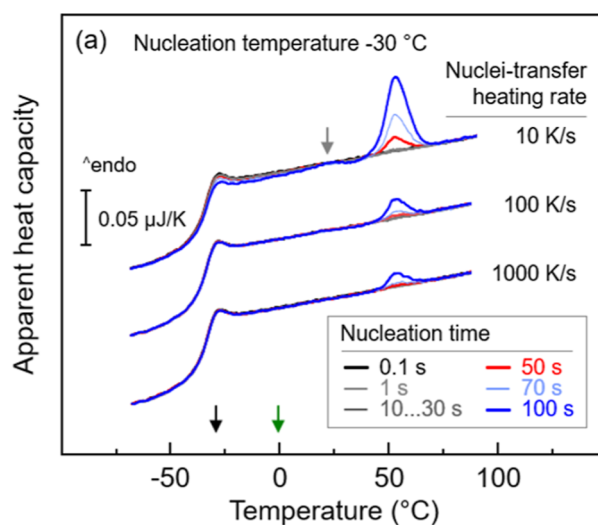 (a) Nucleation temperature -30 °C
Nuclei-transfer
heating rate
10 K/s
^endo
0.05 µJ/K
100 K/s
1000 K/s
Nucleation time
0.1 s
50 s
1 s
70 s
10...30 s
100 s
Apparent heat capacity
-50
0
50
100
Temperature (°C)